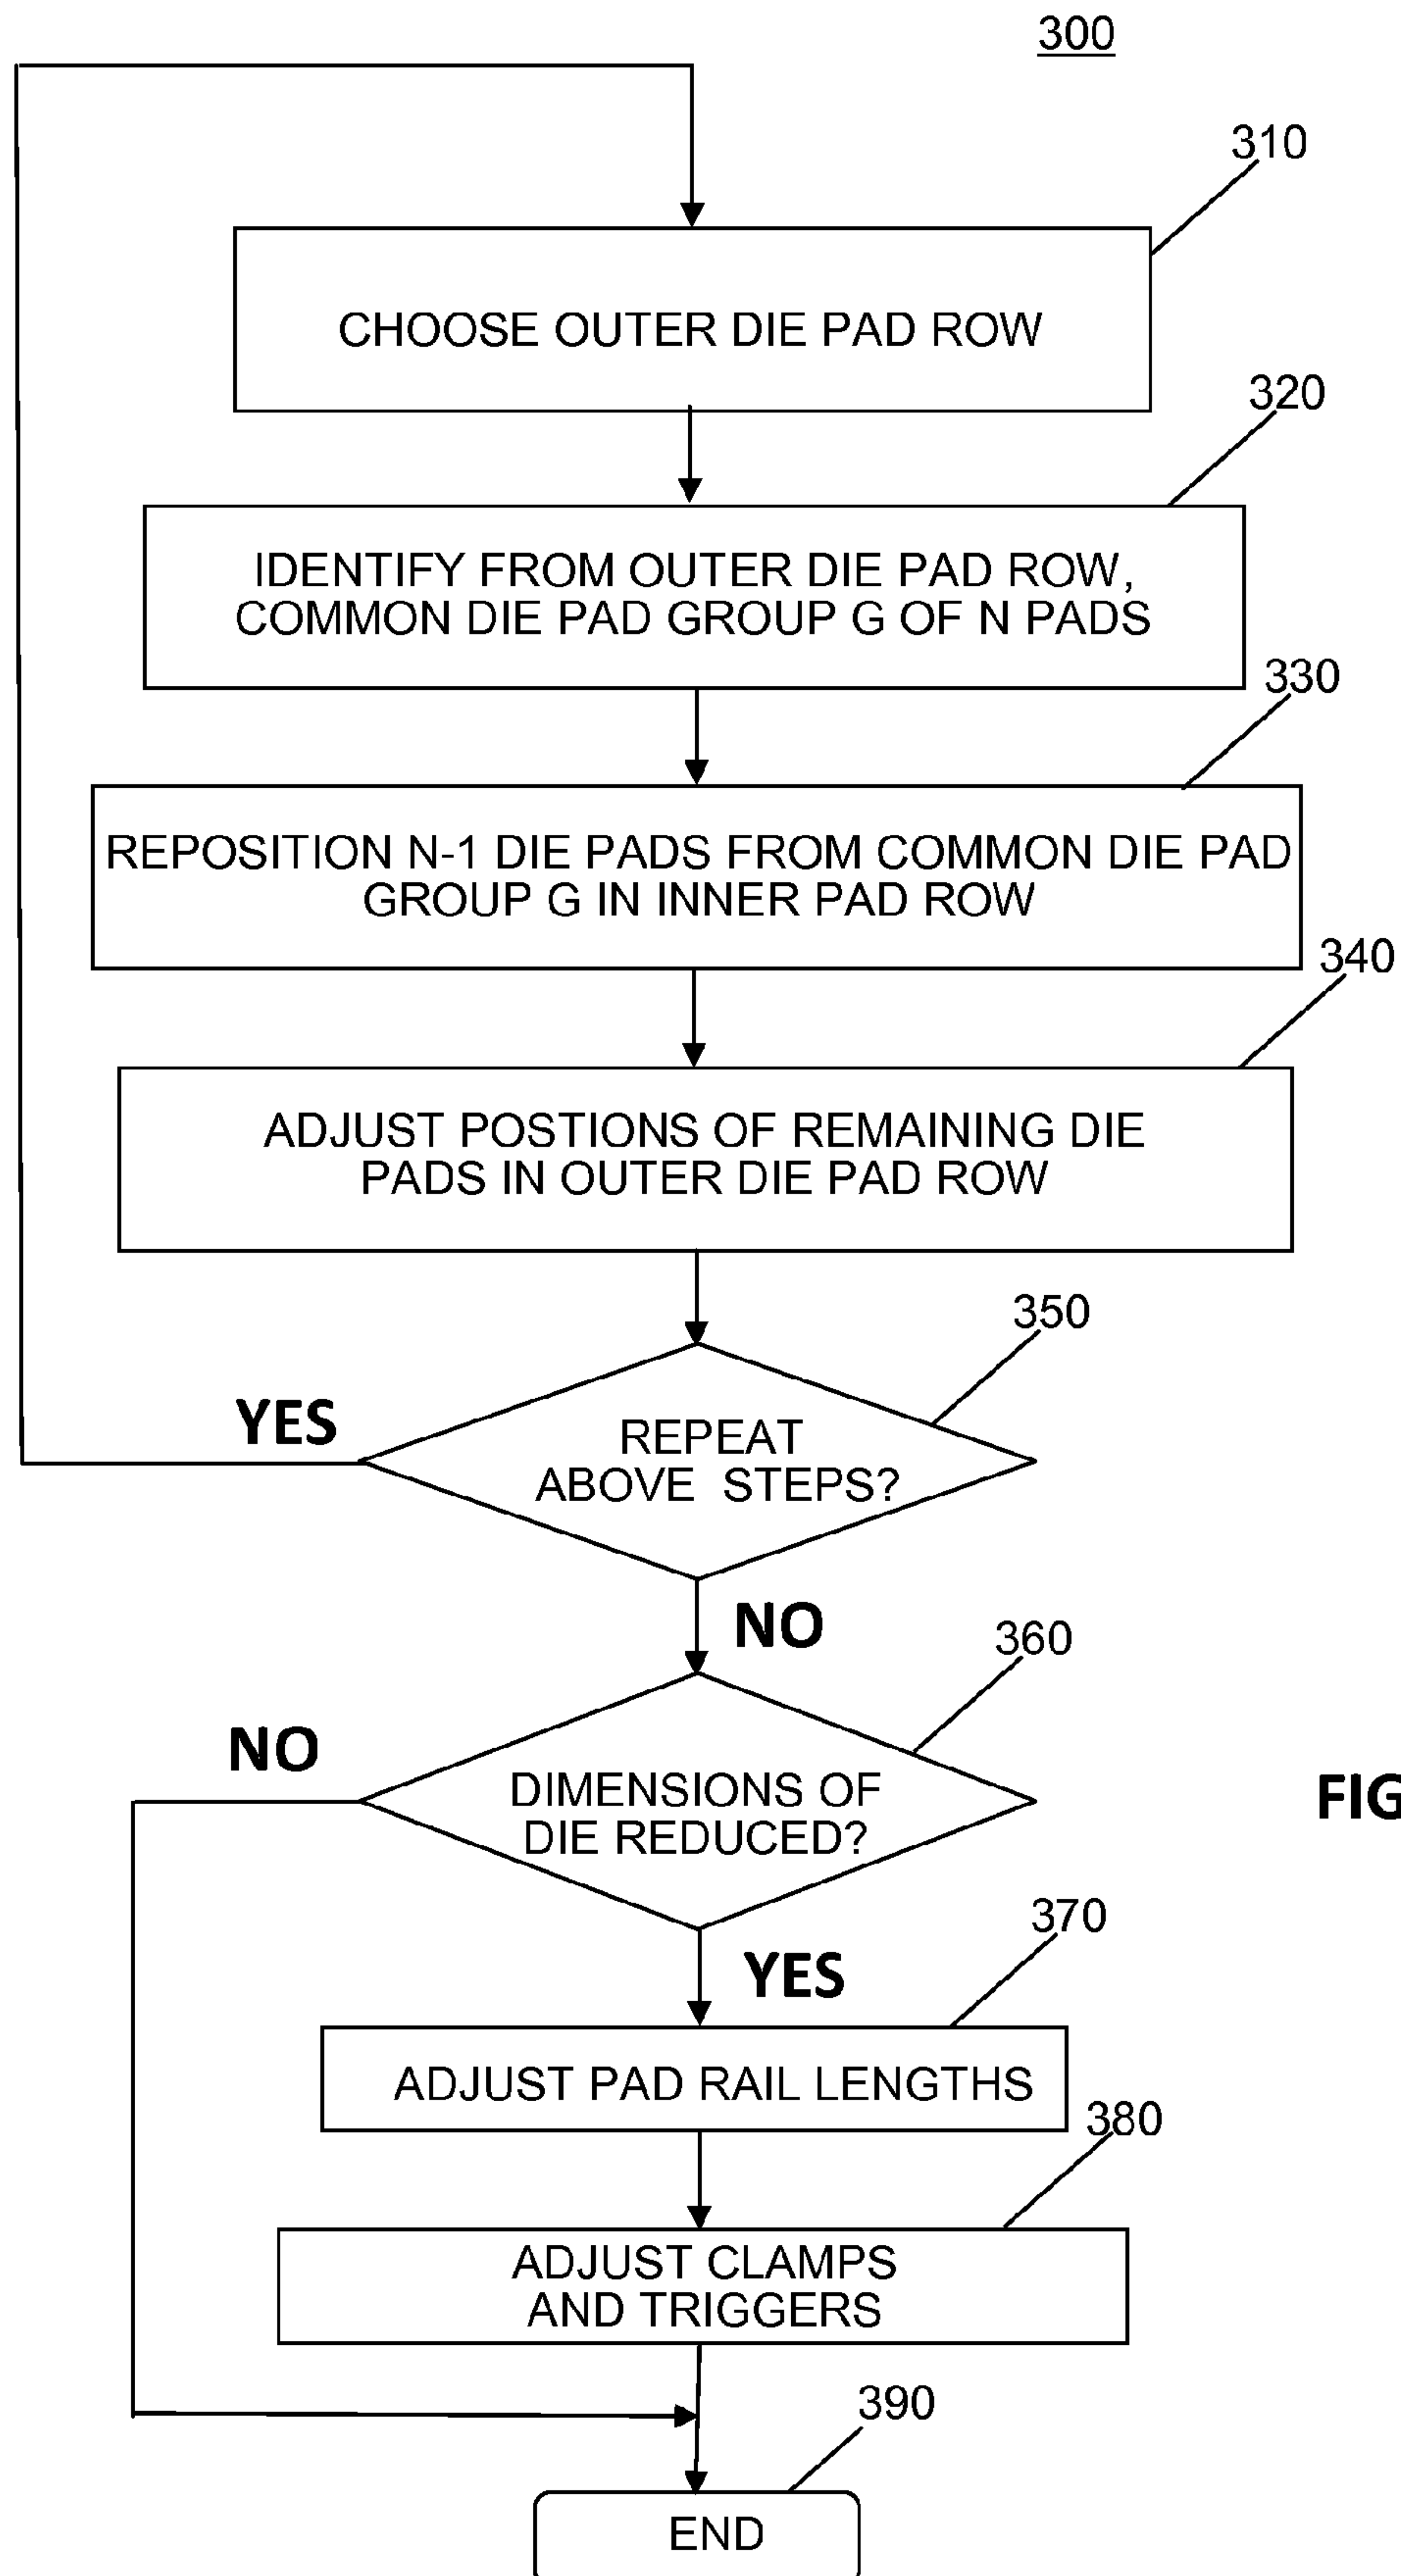 300
310
CHOOSE OUTER DIE PAD ROW
320
IDENTIFY FROM OUTER DIE PAD ROW,
COMMON DIE PAD GROUP G OF N PADS
330
REPOSITION N-1 DIE PADS FROM COMMON DIE PAD
GROUP G IN INNER PAD ROW
340
ADJUST POSTIONS OF REMAINING DIE
PADS IN OUTER DIE PAD ROW
350
YES
REPEAT
ABOVE STEPS?
NO
360
NO
DIMENSIONS OF
DIE REDUCED?
FIG
370
YES
ADJUST PAD RAIL LENGTHS
380
ADJUST CLAMPS
AND TRIGGERS
390
END